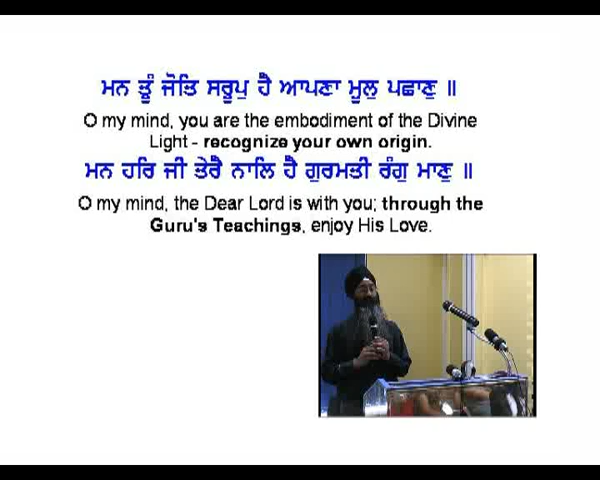 ਮਨ ਤੂੰ ਜੋਤਿ ਸਰੂਪੁ ਹੈ ਆਪਣਾ ਮੂਲੁ ਪਛਾਣੁ ॥
O my mind, you are the embodiment of the Divine
Light - recognize your own origin.
ਮਨ ਹਰਿ ਜੀ ਤੇਰੈ ਨਾਲਿ ਹੈ ਗੁਰਮਤੀ ਰੰਗੁ ਮਾਣੁ ॥
O my mind, the Dear Lord is with you; through the
Guru's Teachings, enjoy His Love.